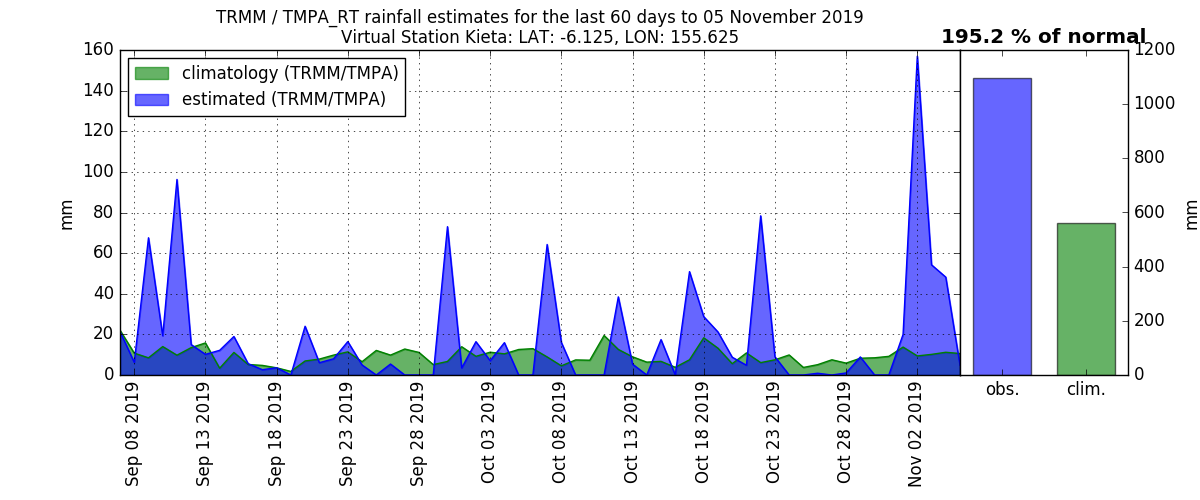 TRMM / TMPA_RT rainfall estimates for the last 60 days to 05 November 2019
Virtual Station Kieta: LAT: -6.125, LON: 155.625
195.2 % of normal
climatology (TRMM/TMPA)
estimated (TRMM/TMPA)
160
140
120
100
80
60
40
20
0
mm
1200
1000
800
600
400
200
0
mm
Sep 08 2019
Sep 13 2019
Sep 18 2019
Sep 23 2019
Sep 28 2019
Oct 03 2019
Oct 08 2019
Oct 13 2019
Oct 18 2019
Oct 23 2019
Oct 28 2019
Nov 02 2019
obs.
clim.